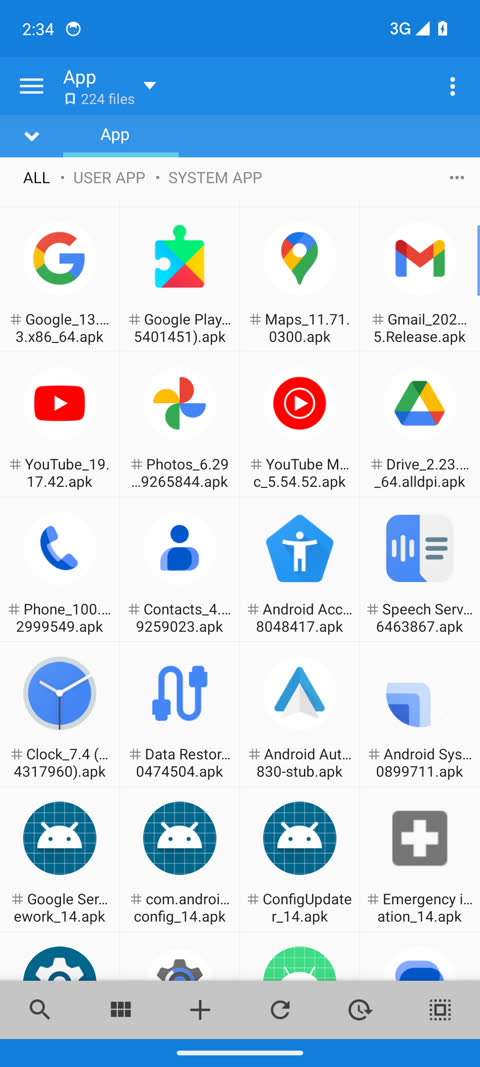 2:34
3G
App
224 files
App
ALL • USER APP • SYSTEM APP
# Google_13.…
3.x86_64.apk
# Google Play…
5401451).apk
# Maps_11.71.
0300.apk
# Gmail_202…
5.Release.apk
# YouTube_19.
17.42.apk
# Photos_6.29
…9265844.apk
# YouTube M…
c_5.54.52.apk
# Drive_2.23.…
_64.alldpi.apk
# Phone_100.…
2999549.apk
# Contacts_4.…
9259023.apk
# Android Acc…
8048417.apk
# Speech Serv…
6463867.apk
# Clock_7.4 (…
4317960).apk
# Data Restor…
0474504.apk
# Android Aut…
830-stub.apk
# Android Sys…
0899711.apk
# Google Ser…
ework_14.apk
# com.androi…
config_14.apk
# ConfigUpdate
r_14.apk
# Emergency i…
ation_14.apk